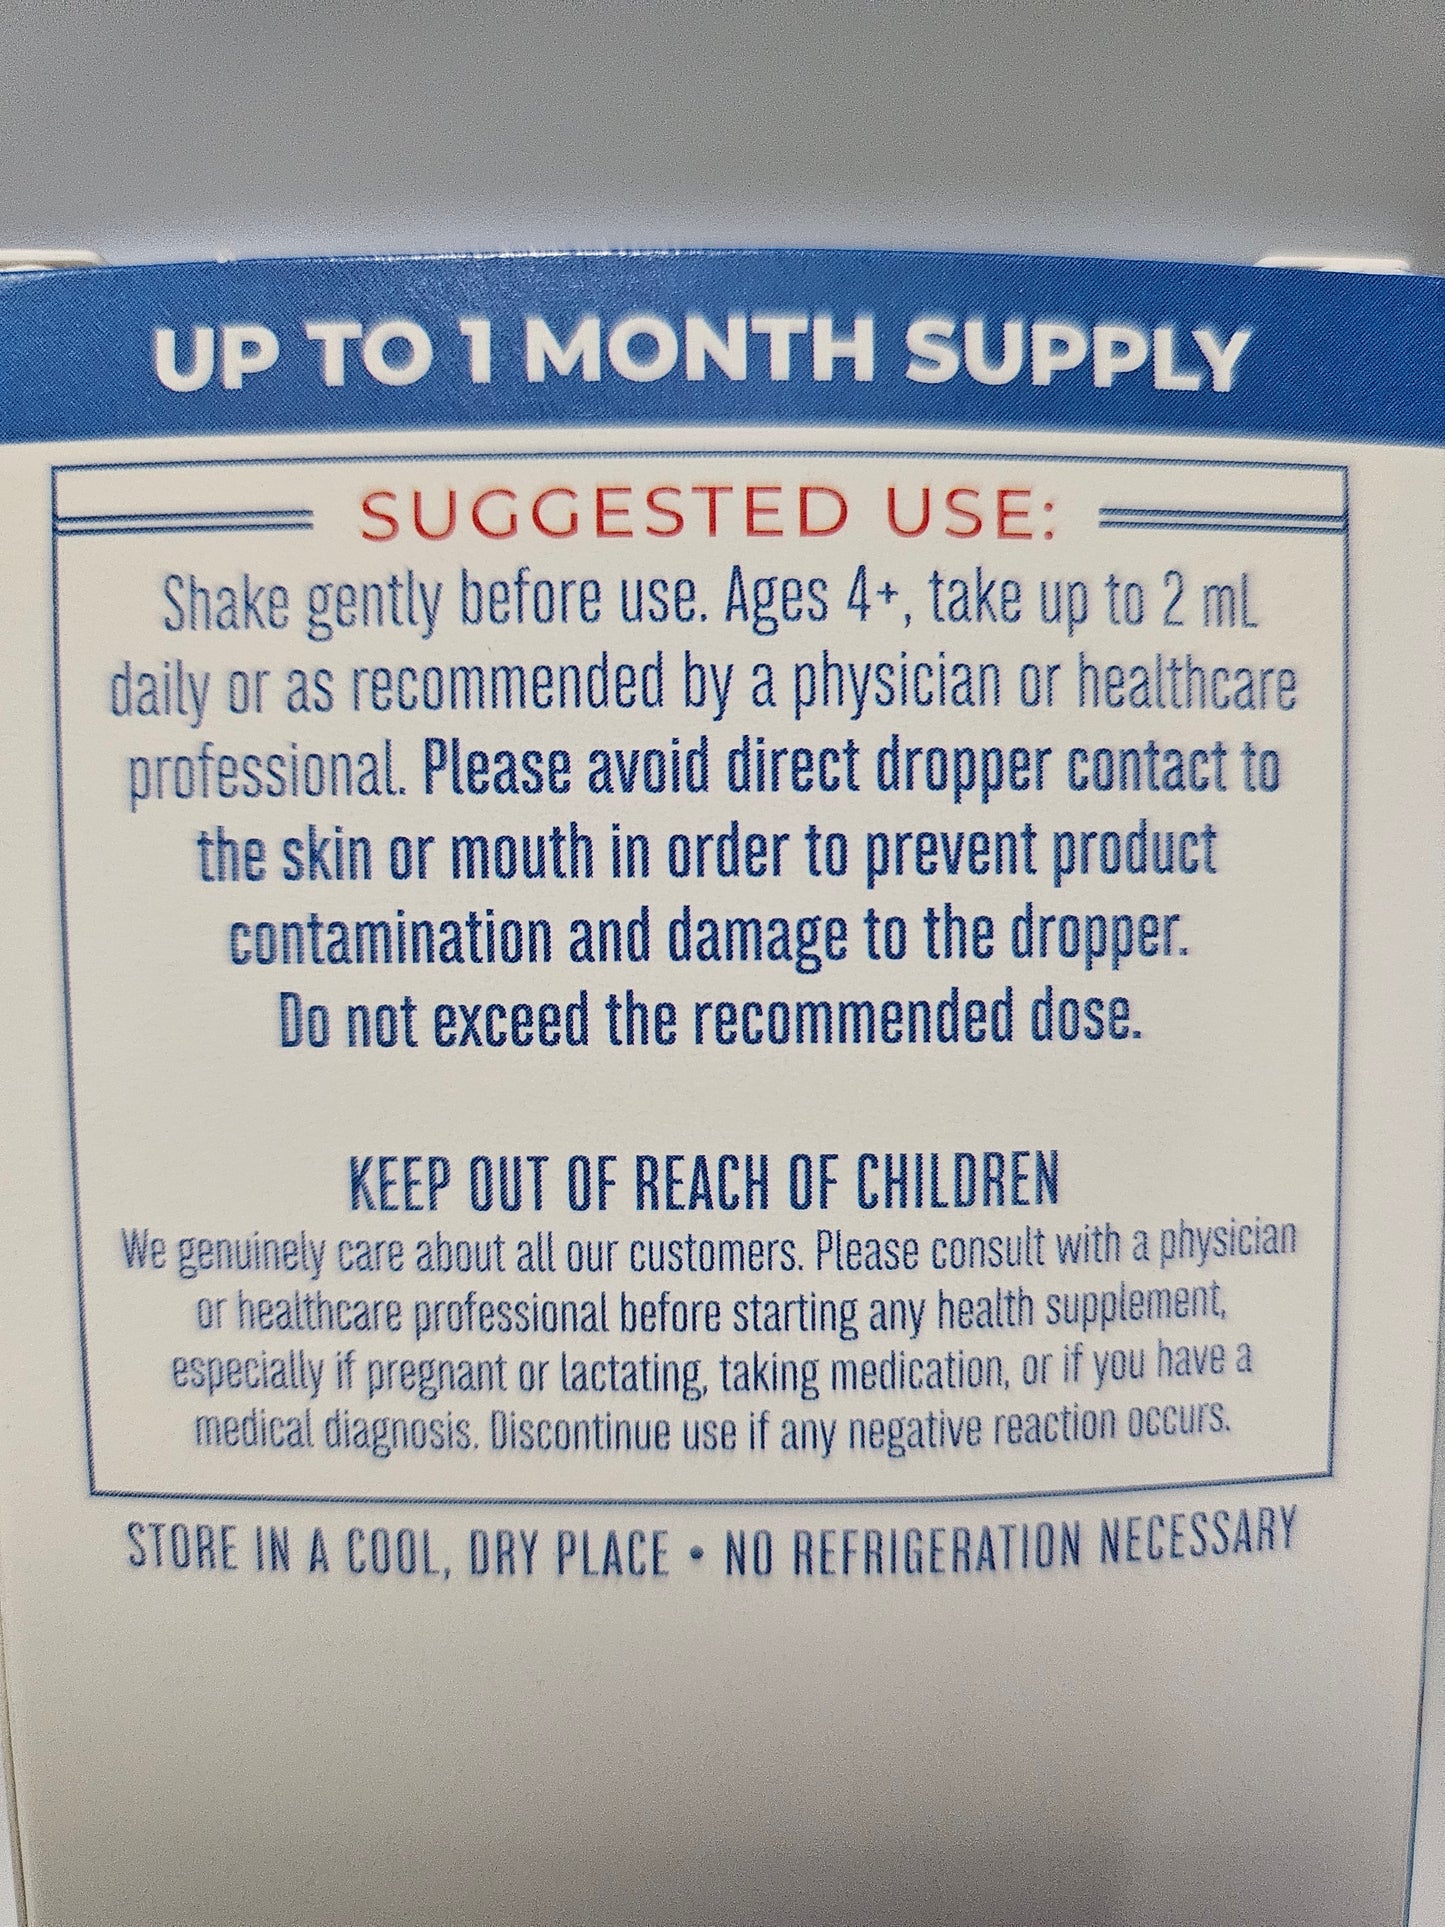 UP TO 1 MONTH SUPPLY
SUGGESTED USE:
Shake gently before use. Ages 4+, take up to 2 mL
daily or as recommended by a physician or healthcare
professional. Please avoid direct dropper contact to
the skin or mouth in order to prevent product
contamination and damage to the dropper.
Do not exceed the recommended dose.
KEEP OUT OF REACH OF CHILDREN
We genuinely care about all our customers. Please consult with a physician
or healthcare professional before starting any health supplement,
especially if pregnant or lactating, taking medication, or if you have a
medical diagnosis. Discontinue use if any negative reaction occurs.
STORE IN A COOL, DRY PLACE • NO REFRIGERATION NECESSARY